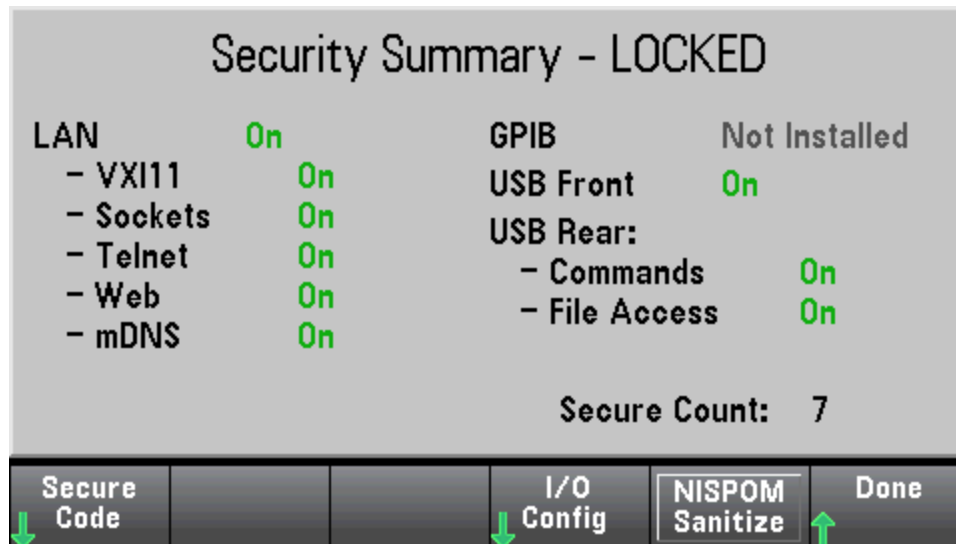 Security Summary - LOCKED
LAN On
- VXI11 On
- Sockets On
- Telnet On
- Web On
- mDNS On
GPIB Not Installed
USB Front On
USB Rear:
- Commands On
- File Access On
Secure Count: 7
Secure
Code
I/O
Config
NISPOM
Sanitize
Done